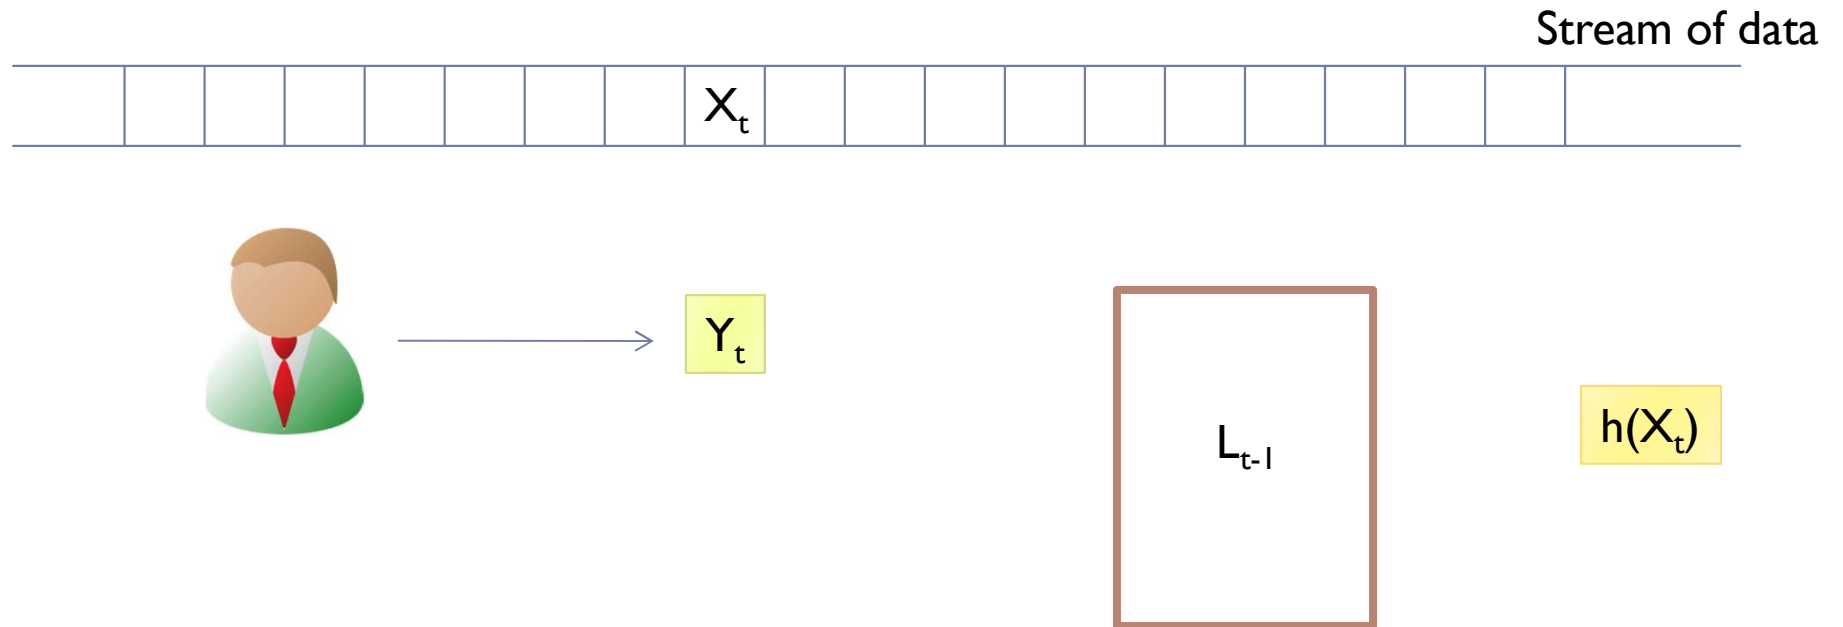 Stream of data
Xₜ
Yₜ
Lₜ₋₁
h(Xₜ)